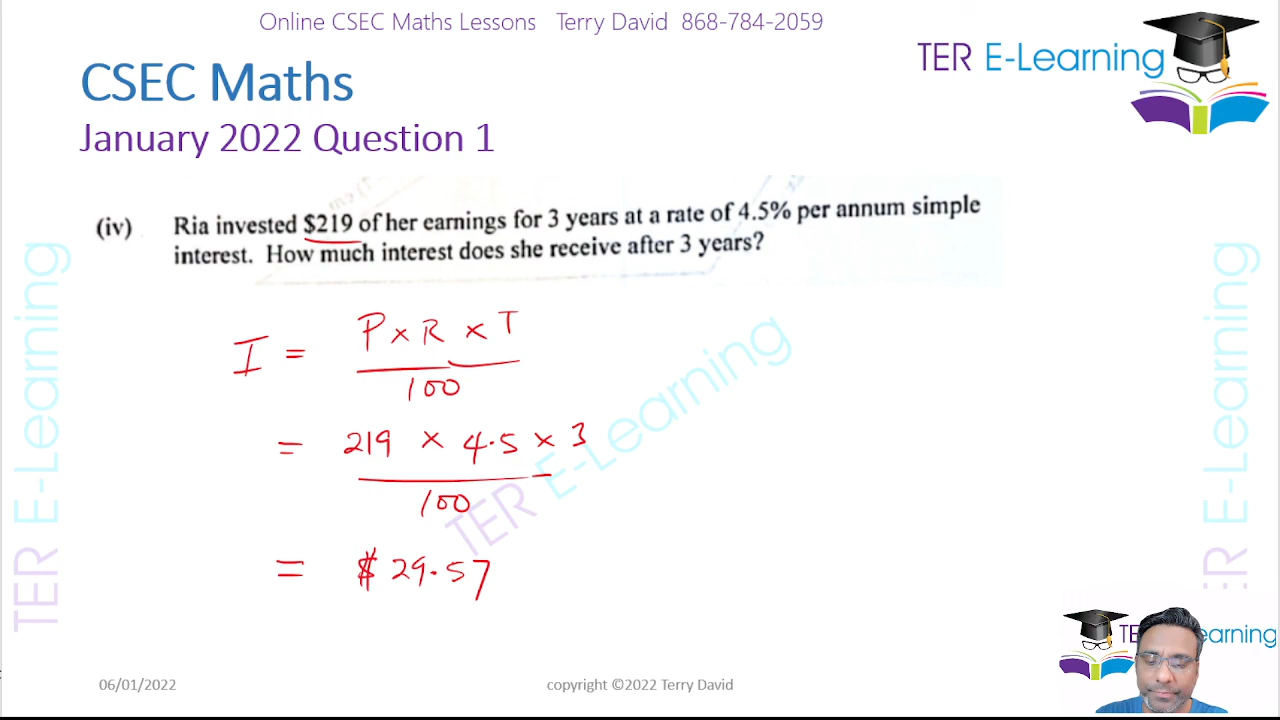 Online CSEC Maths Lessons Terry David 868-784-2059
TER E-Learning
CSEC Maths
January 2022 Question 1
(iv) Ria invested $219 of her earnings for 3 years at a rate of 4.5% per annum simple
interest. How much interest does she receive after 3 years?
I = P × R × T
100
= 219 × 4.5 × 3
100
= $29.57
TER E-Learning
TER E-Learning
ER E-Learning
TE earning
06/01/2022
copyright ©2022 Terry David